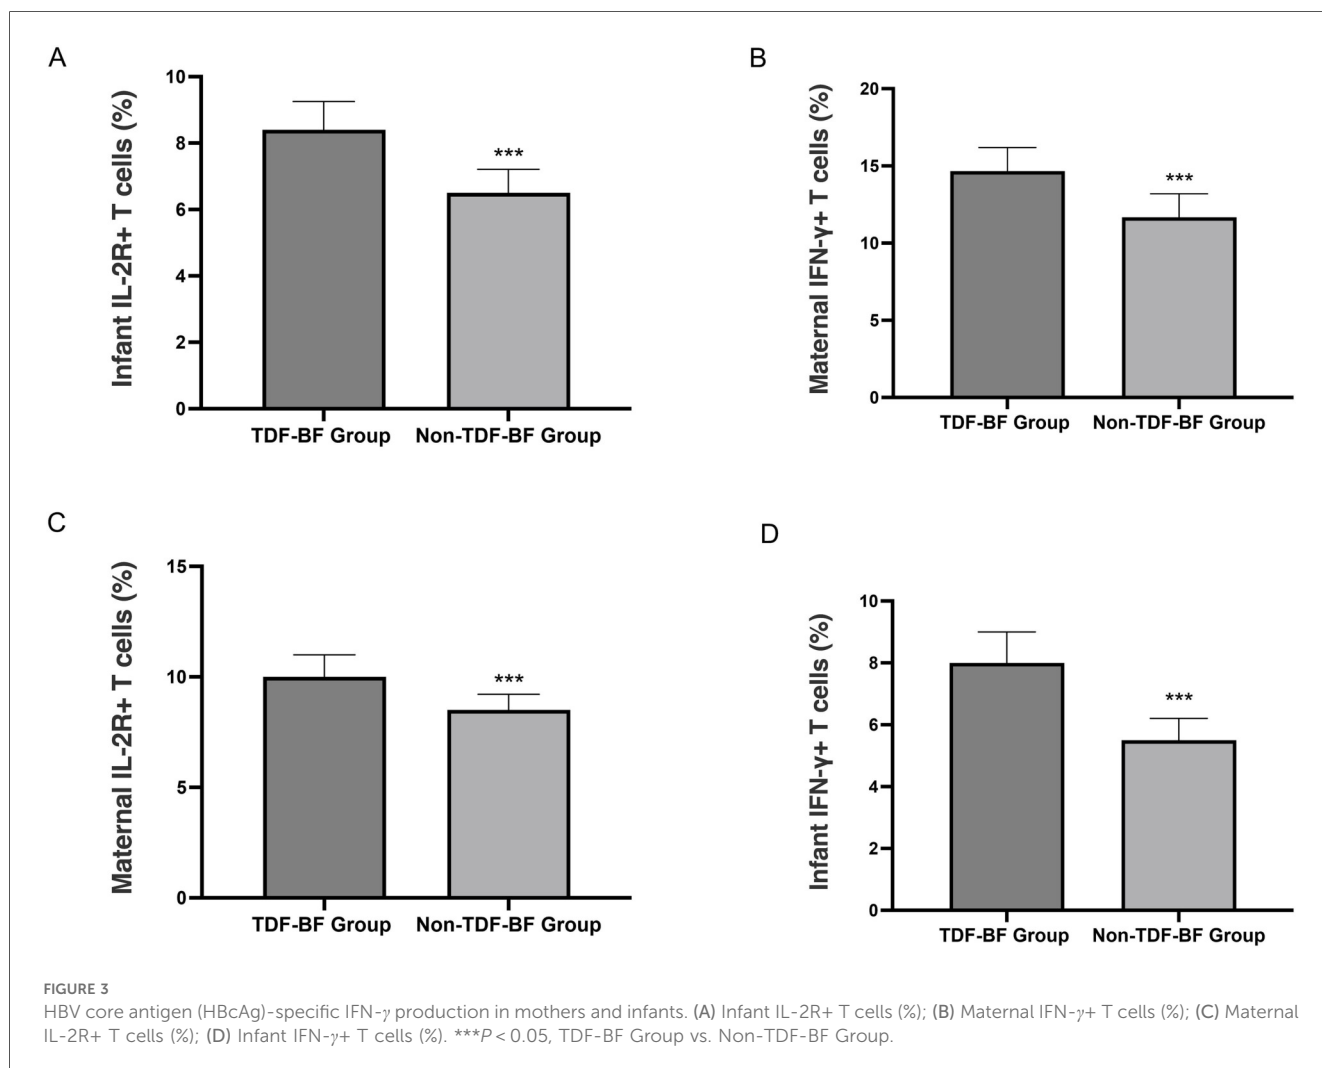 A
Infant IL-2R+ T cells (%)
10
8
6
4
2
0
***
TDF-BF Group
Non-TDF-BF Group
B
Maternal IFN-γ+ T cells (%)
20
15
10
5
0
***
TDF-BF Group
Non-TDF-BF Group
C
Maternal IL-2R+ T cells (%)
15
10
5
0
***
TDF-BF Group
Non-TDF-BF Group
D
Infant IFN-γ+ T cells (%)
10
8
6
4
2
0
***
TDF-BF Group
Non-TDF-BF Group
FIGURE 3
HBV core antigen (HBcAg)-specific IFN-γ production in mothers and infants. (A) Infant IL-2R+ T cells (%); (B) Maternal IFN-γ+ T cells (%); (C) Maternal
IL-2R+ T cells (%); (D) Infant IFN-γ+ T cells (%). ***P < 0.05, TDF-BF Group vs. Non-TDF-BF Group.